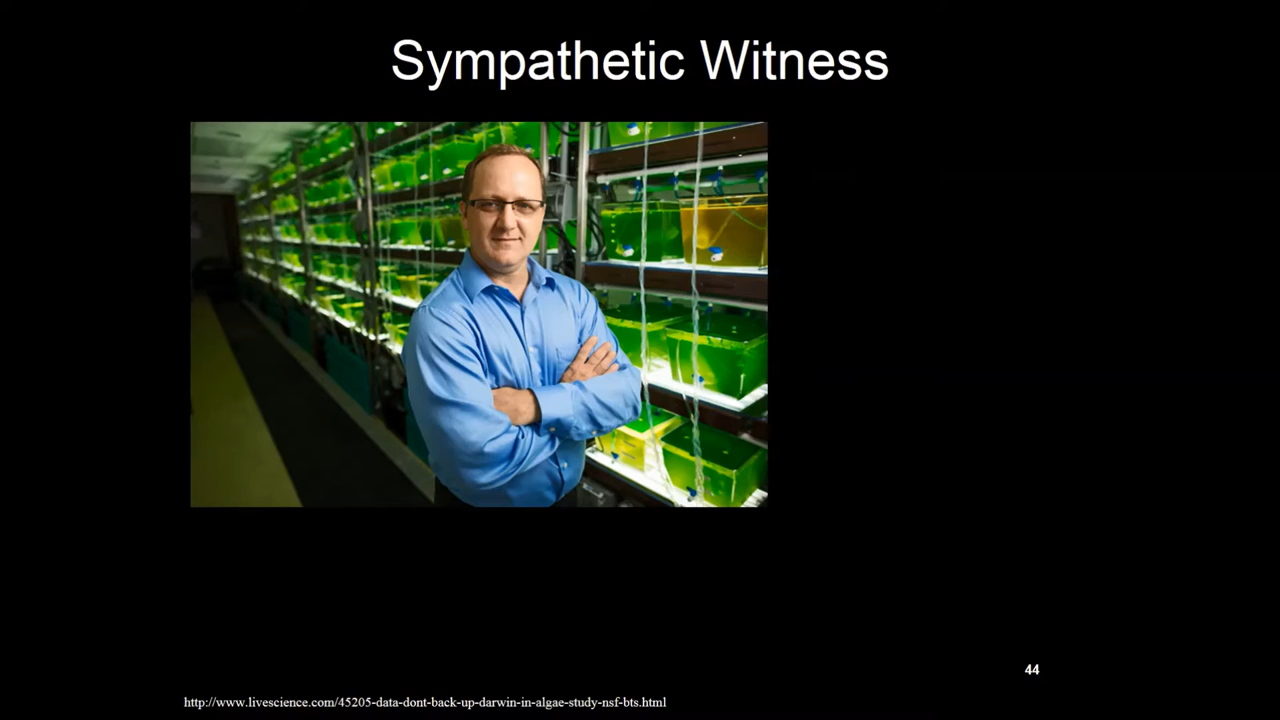 Sympathetic Witness
44
http://www.livescience.com/45205-data-dont-back-up-darwin-in-algae-study-nsf-bts.html